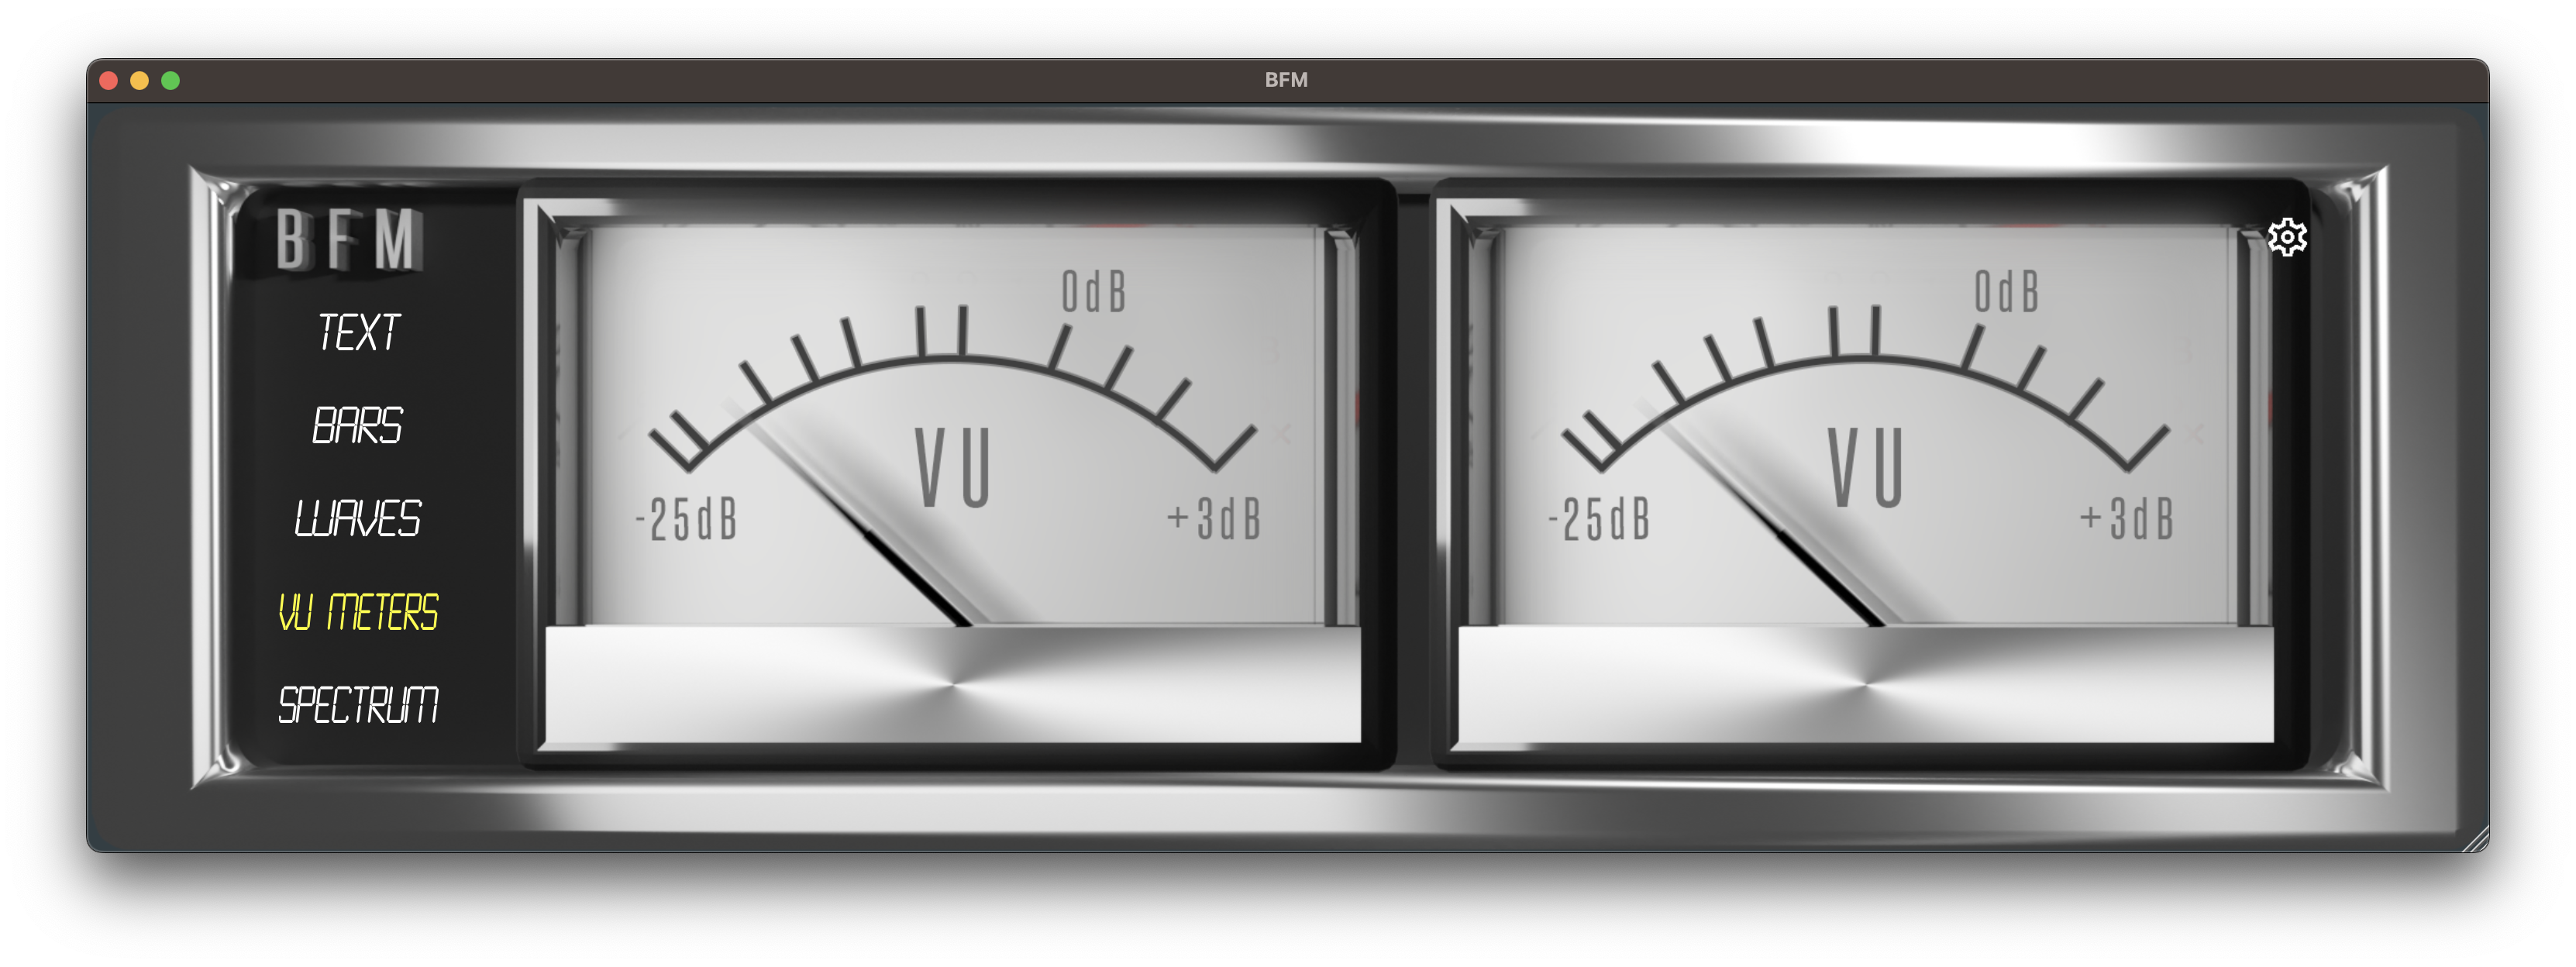 BFM
BFM
TEXT
BARS
WAVES
VU METERS
SPECTRUM
0dB
VU
-25dB
+3dB
0dB
VU
-25dB
+3dB